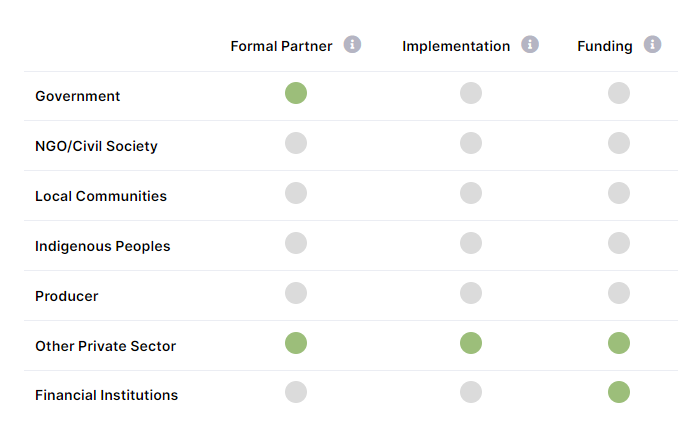 Formal Partner Implementation Funding
Government
NGO/Civil Society
Local Communities
Indigenous Peoples
Producer
Other Private Sector
Financial Institutions